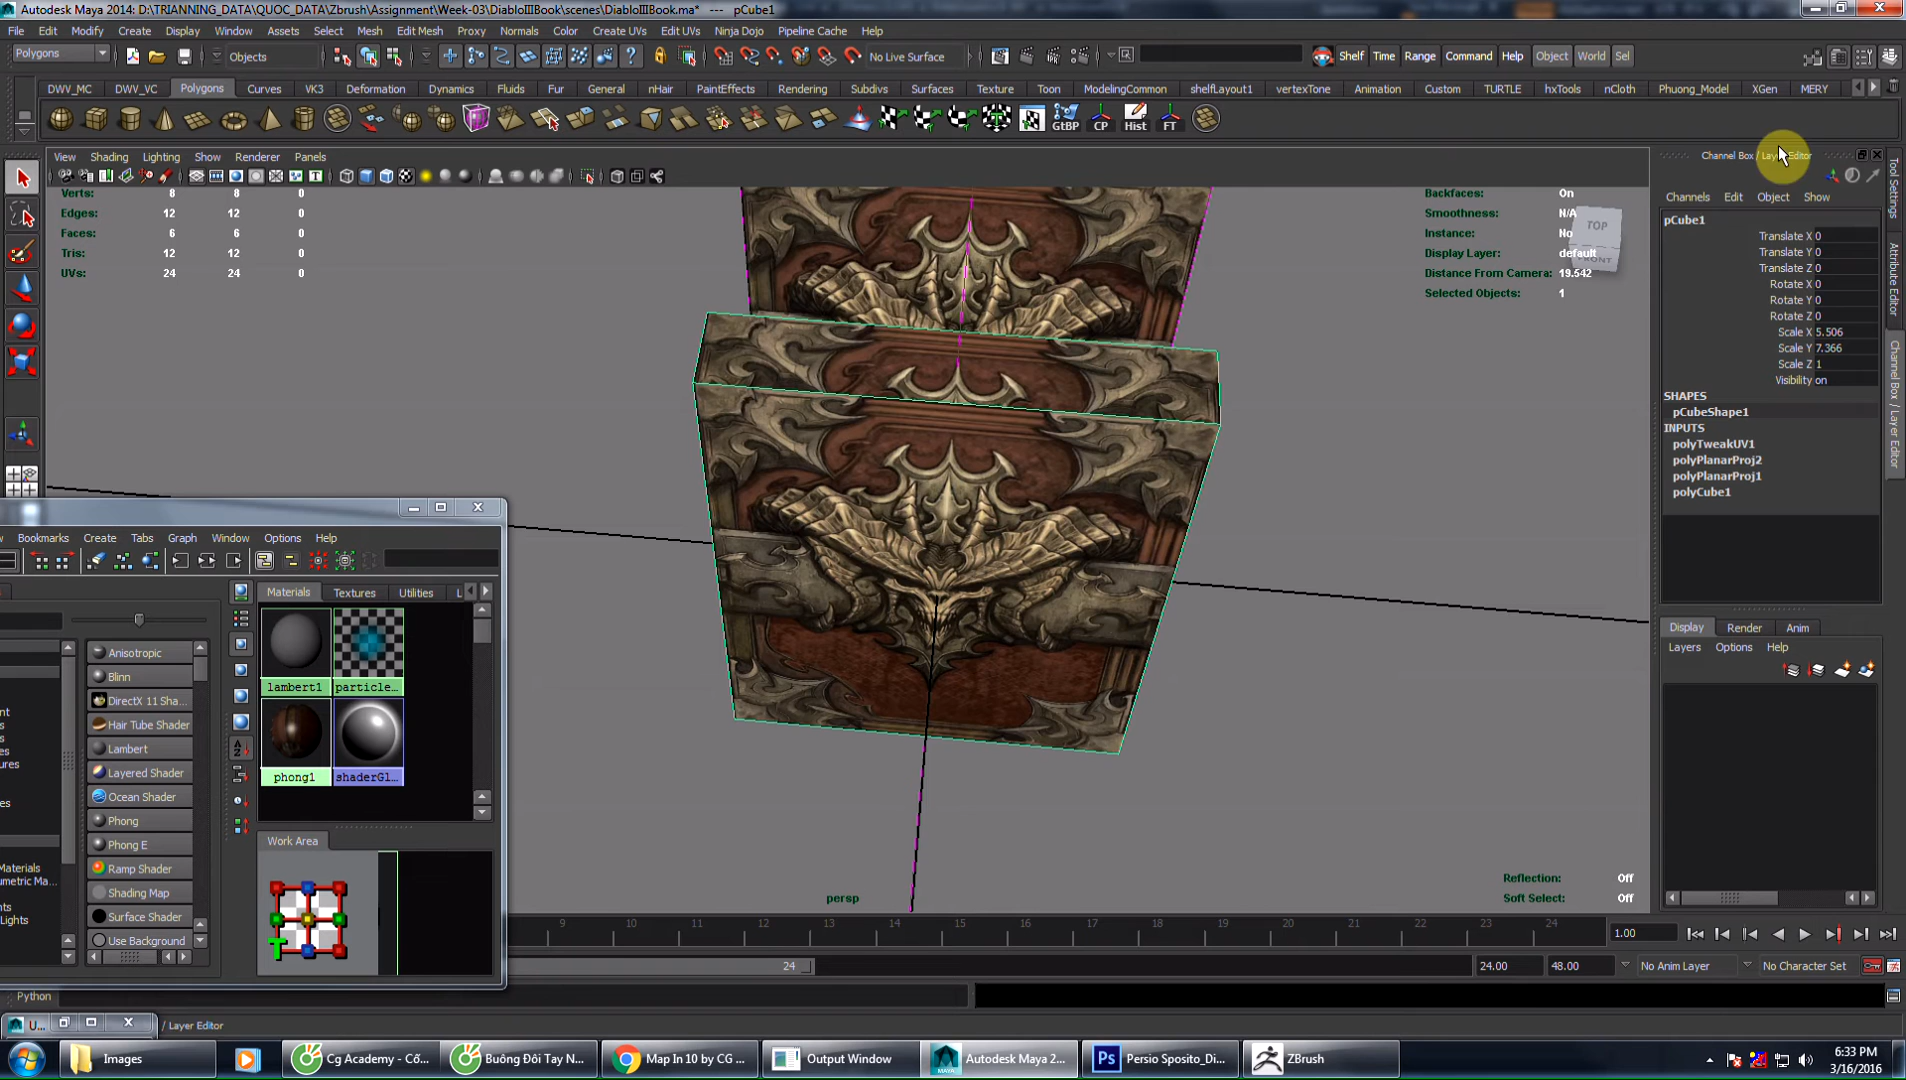 Autodesk Maya 2014: D:\TRIANNING_DATA\QUOC_DATA\Zbrush\Assignment\Week-03\DiabloIIIBook\scenes\DiabloIIIBook.ma* --- pCube1
File Edit Modify Create Display Window Assets Select Mesh Edit Mesh Proxy Normals Color Create UVs Edit UVs Ninja Dojo Pipeline Cache Help
Polygons Objects No Live Surface Shelf Time Range Command Help Object World Sel
DWV_MC DWV_VC Polygons Curves VK3 Deformation Dynamics Fluids Fur General nHair PaintEffects Rendering Subdivs Surfaces Texture Toon ModelingCommon shelfLayout1 vertexTone Animation Custom TURTLE hxTools nCloth Phuong_Model XGen MERY
GtBP CP Hist FT
View Shading Lighting Show Renderer Panels
Verts: 8 8 0
Edges: 12 12 0
Faces: 6 6 0
Tris: 12 12 0
UVs: 24 24 0
Backfaces: On
Smoothness: N/A
Instance: No
Display Layer: default
Distance From Camera: 19.542
Selected Objects: 1
TOP
FRONT
Channel Box / Layer Editor
Channels Edit Object Show
pCube1
Translate X 0
Translate Y 0
Translate Z 0
Rotate X 0
Rotate Y 0
Rotate Z 0
Scale X 5.506
Scale Y 7.366
Scale Z 1
Visibility on
SHAPES
pCubeShape1
INPUTS
polyTweakUV1
polyPlanarProj2
polyPlanarProj1
polyCube1
Tool Settings
Attribute Editor
Channel Box / Layer Editor
Display Render Anim
Layers Options Help
Bookmarks Create Tabs Graph Window Options Help
Materials Textures Utilities L
Anisotropic
Blinn
DirectX 11 Sha...
Hair Tube Shader
Lambert
Layered Shader
Ocean Shader
Phong
Phong E
Ramp Shader
Shading Map
Surface Shader
Use Background
lambert1 particle...
phong1 shaderGl...
Work Area
Materials
umetric Ma...
Lights
persp
Reflection: Off
Soft Select: Off
9 10 11 12 13 14 15 16 17 18 19 20 21 22 23 24
1.00
24
24.00 48.00 No Anim Layer No Character Set
Python
U...
/ Layer Editor
Images
Cg Academy - Cố...
Buông Đôi Tay N...
Map In 10 by CG ...
Output Window
Autodesk Maya 2...
Persio Sposito_Di...
ZBrush
6:33 PM
3/16/2016